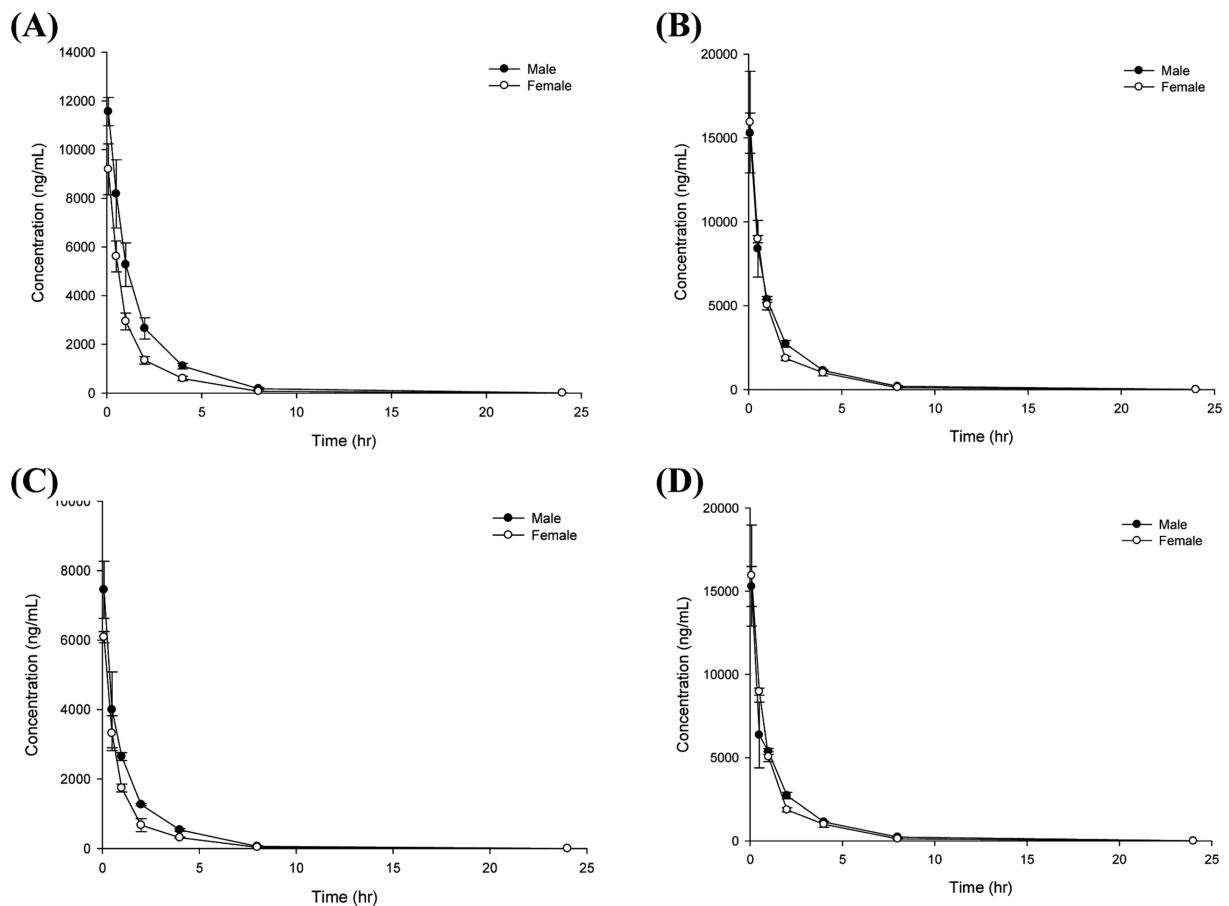 (A)
14000
12000
10000
8000
6000
4000
2000
0
Concentration (ng/mL)
0 5 10 15 20 25
Time (hr)
Male
Female
(B)
20000
15000
10000
5000
0
Concentration (ng/mL)
0 5 10 15 20 25
Time (hr)
Male
Female
(C)
10000
8000
6000
4000
2000
0
Concentration (ng/mL)
0 5 10 15 20 25
Time (hr)
Male
Female
(D)
20000
15000
10000
5000
0
Concentration (ng/mL)
0 5 10 15 20 25
Time (hr)
Male
Female